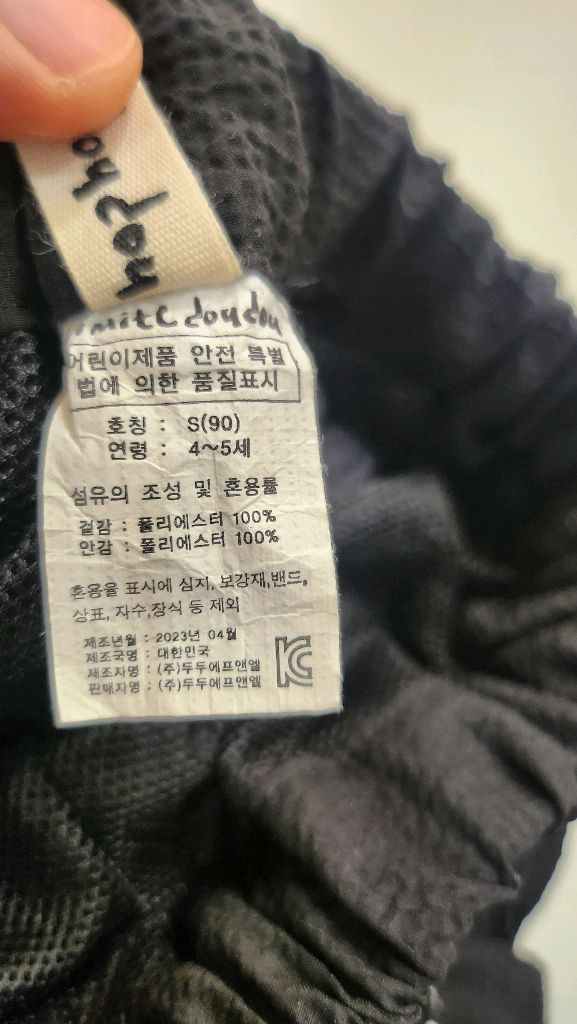 doudou
doudou
어린이제품 안전 특별
법에 의한 품질표시
호칭 : S(90)
연령 : 4~5세
섬유의 조성 및 혼용률
겉감 : 폴리에스터 100%
안감 : 폴리에스터 100%
혼용율 표시에 심지, 보강재,밴드,
상표, 자수,장식 등 제외
제조년월 : 2023년 04월
제조국명 : 대한민국
제조자명 : (주)두두에프앤엘
판매자명 : (주)두두에프앤엘
KC